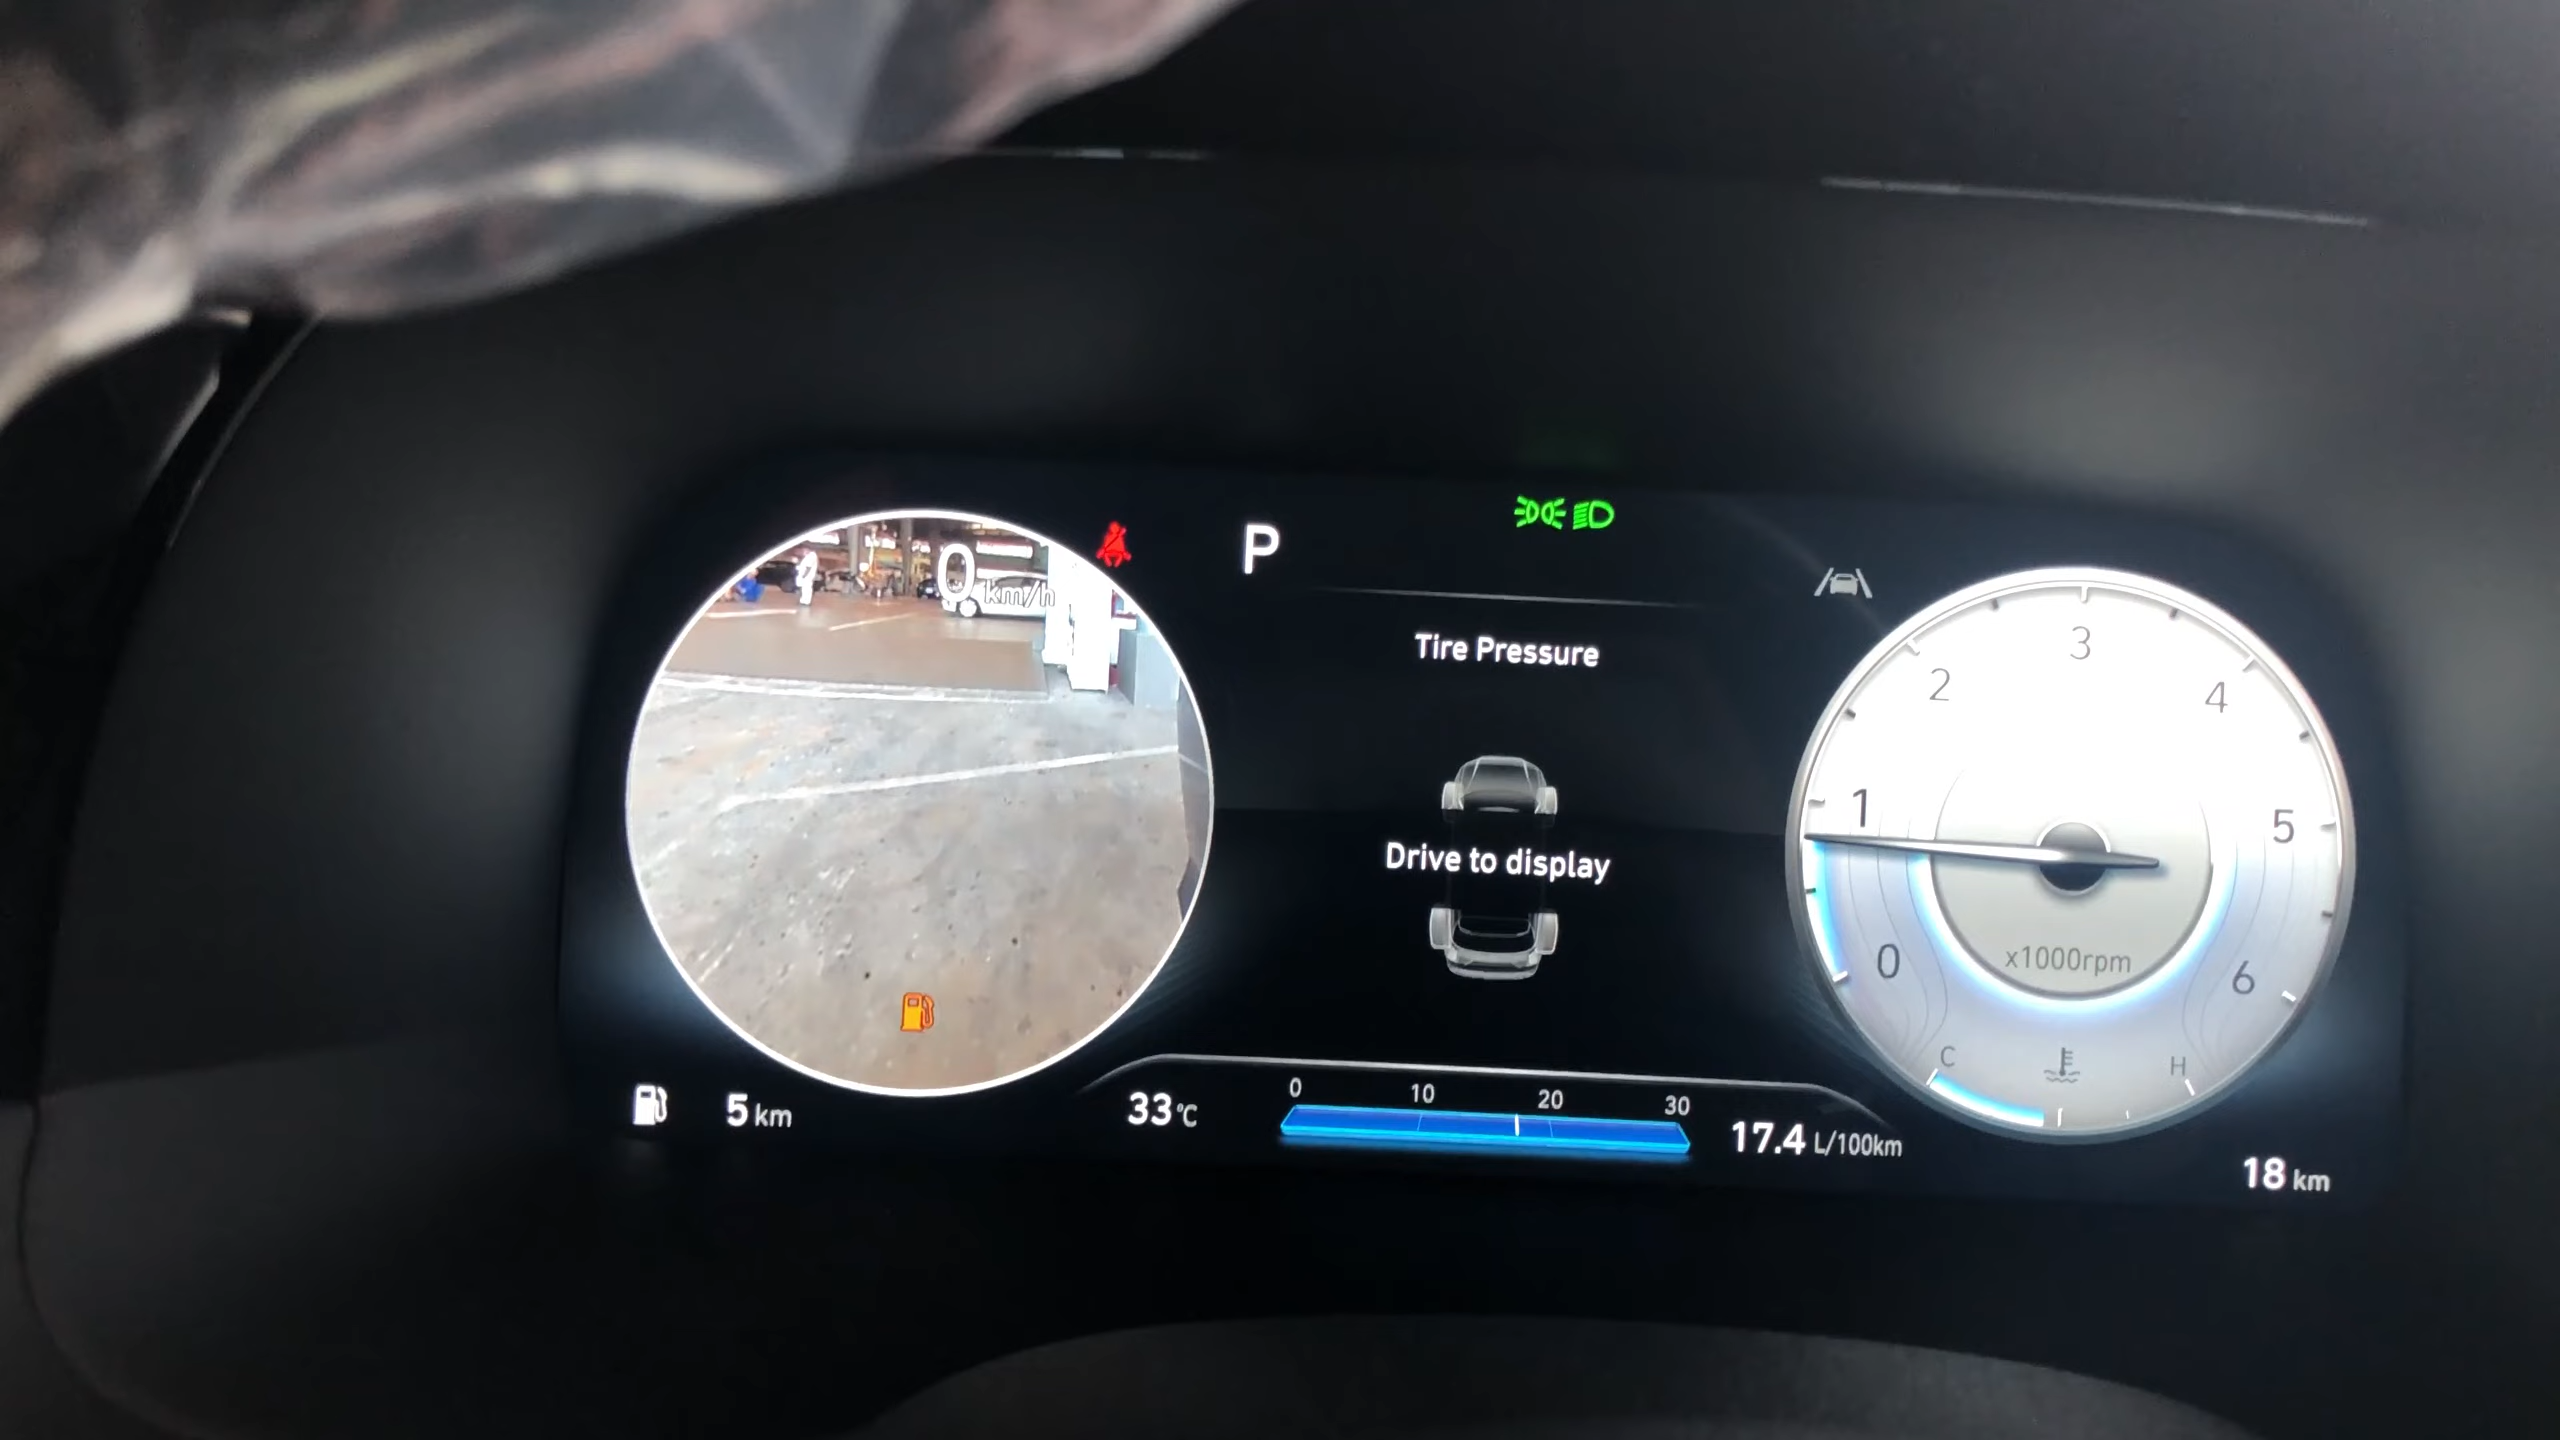 P
0 km/h
Tire Pressure
Drive to display
0
1
2
3
4
5
6
x1000rpm
C
H
5 km
33°C
0 10 20 30
17.4 L/100km
18 km